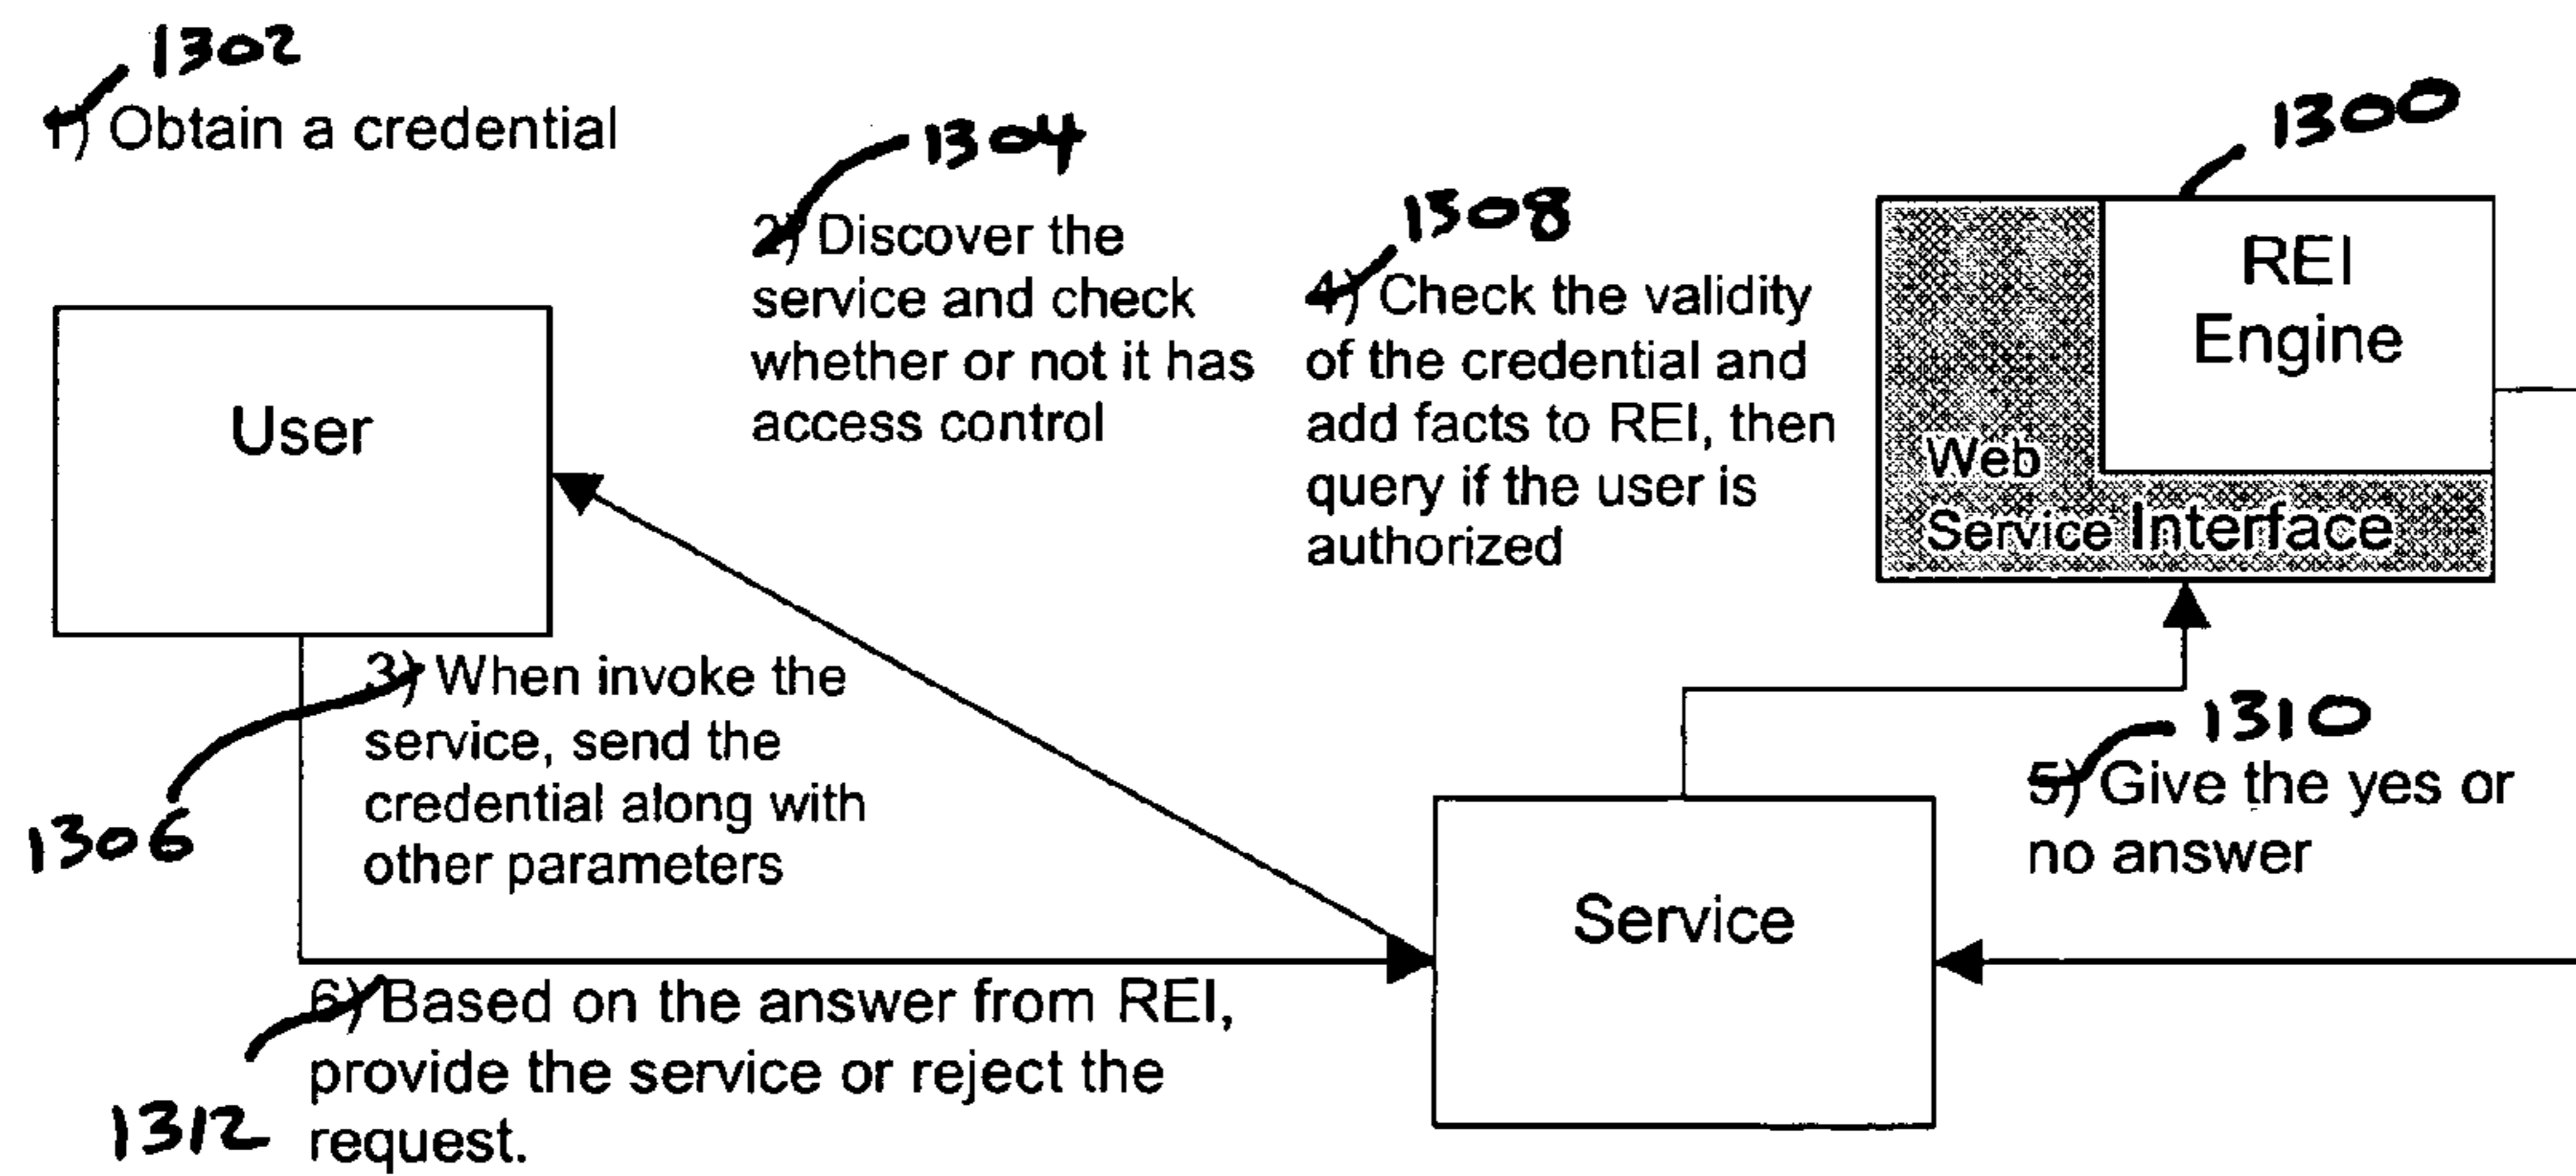 1302
1) Obtain a credential
1304
2) Discover the
service and check
whether or not it has
access control
1308
4) Check the validity
of the credential and
add facts to REI, then
query if the user is
authorized
1300
REI
Engine
Web
Service Interface
User
3) When invoke the
service, send the
credential along with
other parameters
1306
1310
5) Give the yes or
no answer
Service
6) Based on the answer from REI,
provide the service or reject the
request.
1312